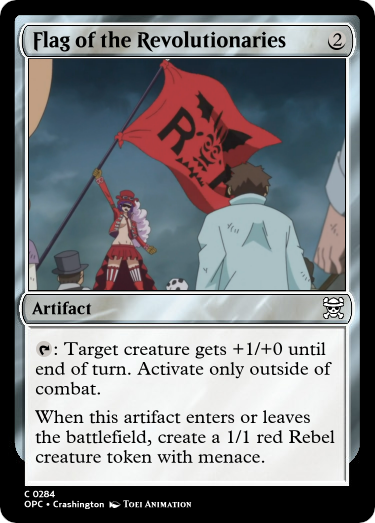 Flag of the Revolutionaries 2
R
Artifact
: Target creature gets +1/+0 until
end of turn. Activate only outside of
combat.
When this artifact enters or leaves
the battlefield, create a 1/1 red Rebel
creature token with menace.
C 0284
OPC • Crashington Toei Animation